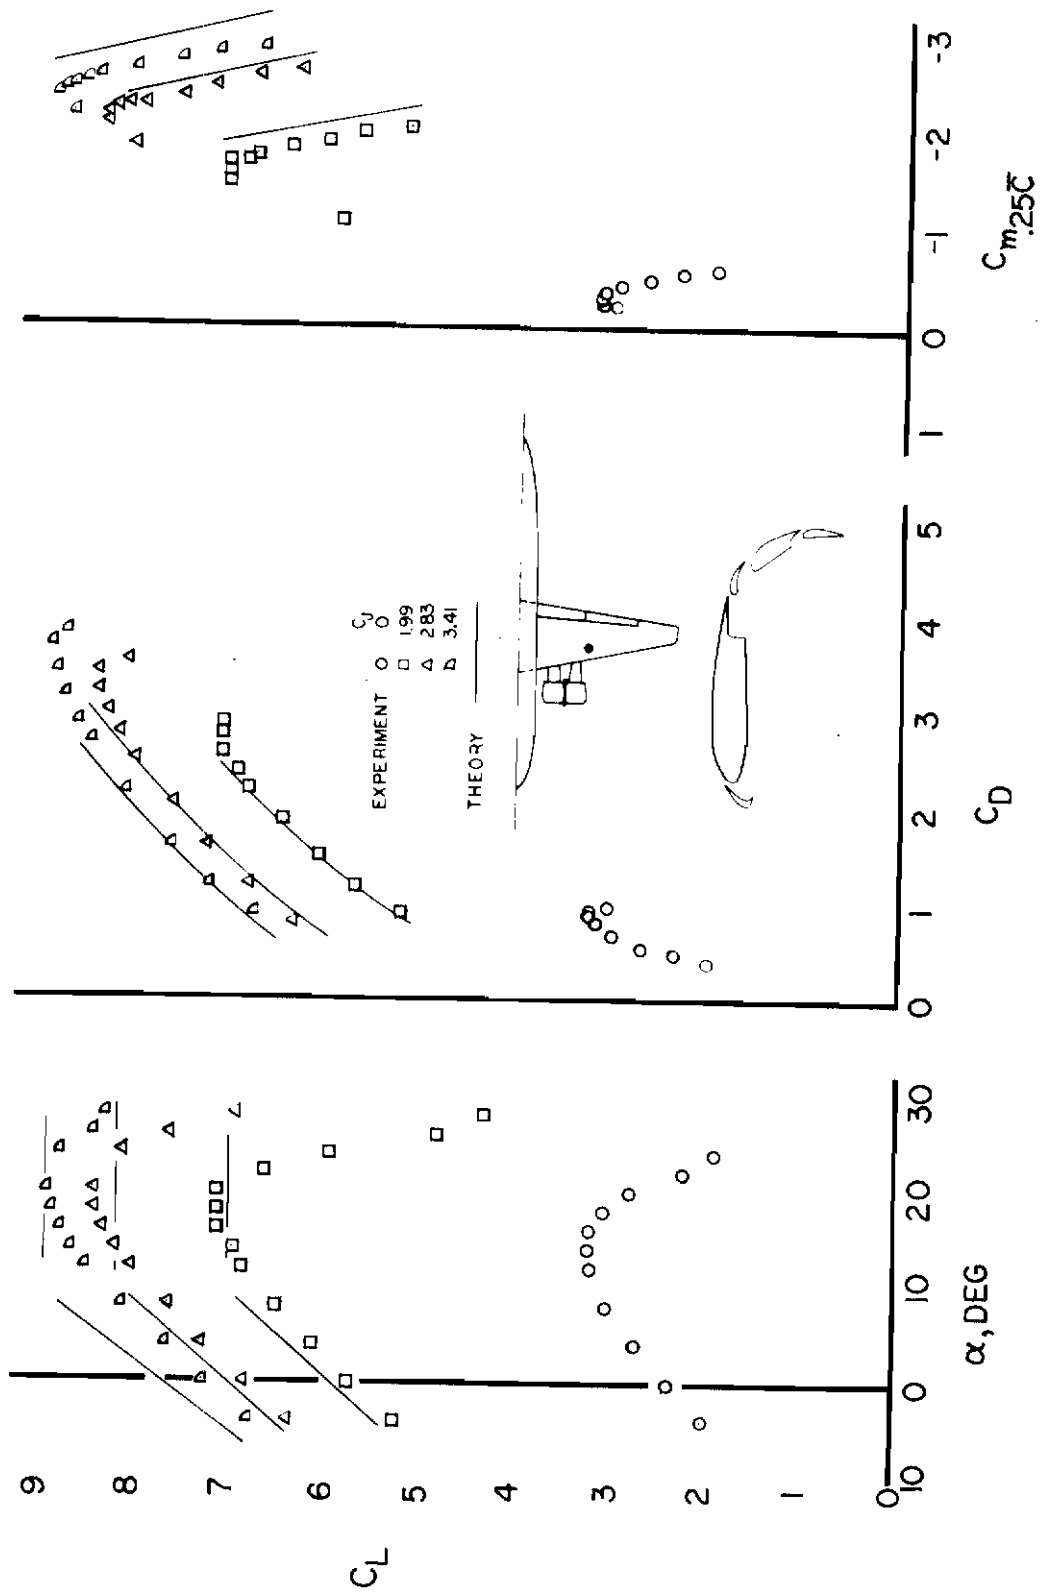 9
8
7
6
5
4
3
2
1
0
C_L
10 0 10 20 30
α, DEG
0 1 2 3 4 5
C_D
1 0 -1 -2 -3
C_m.25C̄
EXPERIMENT C_J
○ 0
□ 1.99
△ 2.83
3.41
THEORY